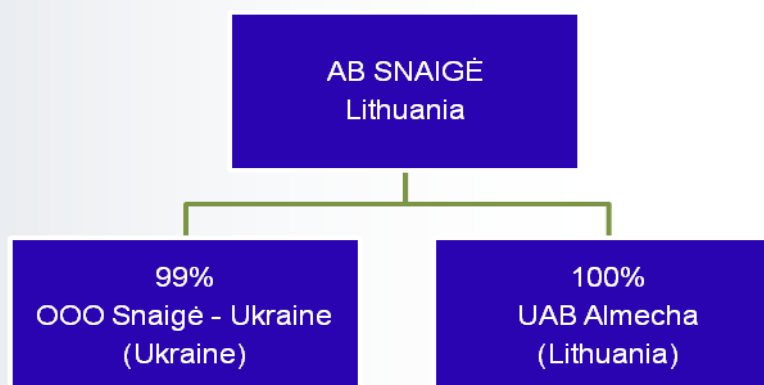 AB SNAIGĖ
Lithuania
99%
OOO Snaigė - Ukraine
(Ukraine)
100%
UAB Almecha
(Lithuania)